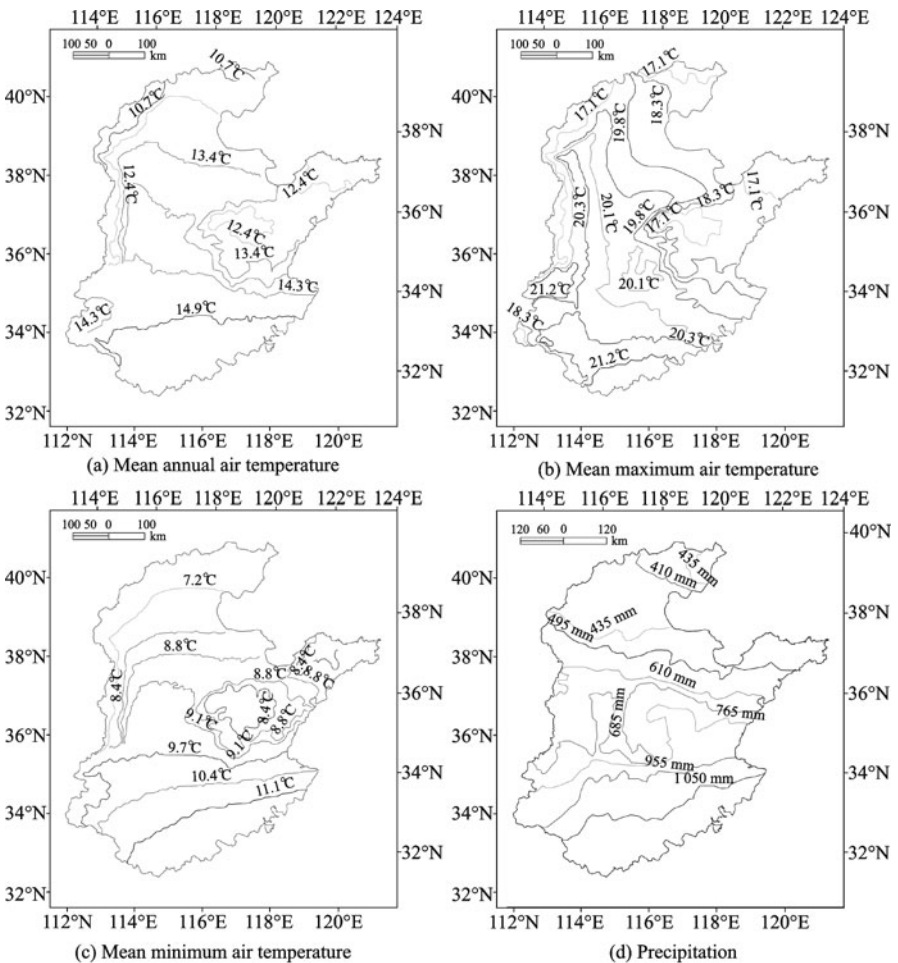 114°E 116°E 118°E 120°E 122°E 124°E
100 50 0 100
km
10.7℃
10.7℃
40°N
38°N
13.4℃
12.4℃
12.4℃
38°N
36°N
12.4℃
13.4℃
36°N
14.3℃
34°N
14.9℃
14.3℃
34°N
32°N
32°N
112°N 114°E 116°E 118°E 120°E
(a) Mean annual air temperature
114°E 116°E 118°E 120°E 122°E 124°E
100 50 0 100
km
17.1℃
17.1℃
40°N
19.8℃
18.3℃
38°N
38°N
17.1℃
18.3℃
20.3℃
20.1℃
19.8℃
17.1℃
36°N
36°N
21.2℃
20.1℃
34°N
18.3℃
34°N
20.3℃
21.2℃
32°N
32°N
112°N 114°E 116°E 118°E 120°E
(b) Mean maximum air temperature
114°E 116°E 118°E 120°E 122°E 124°E
100 50 0 100
km
40°N
7.2℃
38°N
8.8℃
38°N
8.4℃
8.8℃
8.8℃
8.4℃
36°N
9.1℃
8.4℃
8.8℃
9.1℃
36°N
9.7℃
10.4℃
34°N
11.1℃
34°N
32°N
32°N
112°N 114°E 116°E 118°E 120°E
(c) Mean minimum air temperature
114°E 116°E 118°E 120°E 122°E 124°E
120 60 0 120
km
40°N
435 mm
410 mm
40°N
495 mm
435 mm
38°N
38°N
610 mm
36°N
685 mm
765 mm
36°N
955 mm
1 050 mm
34°N
34°N
32°N
32°N
112°N 114°E 116°E 118°E 120°E
(d) Precipitation